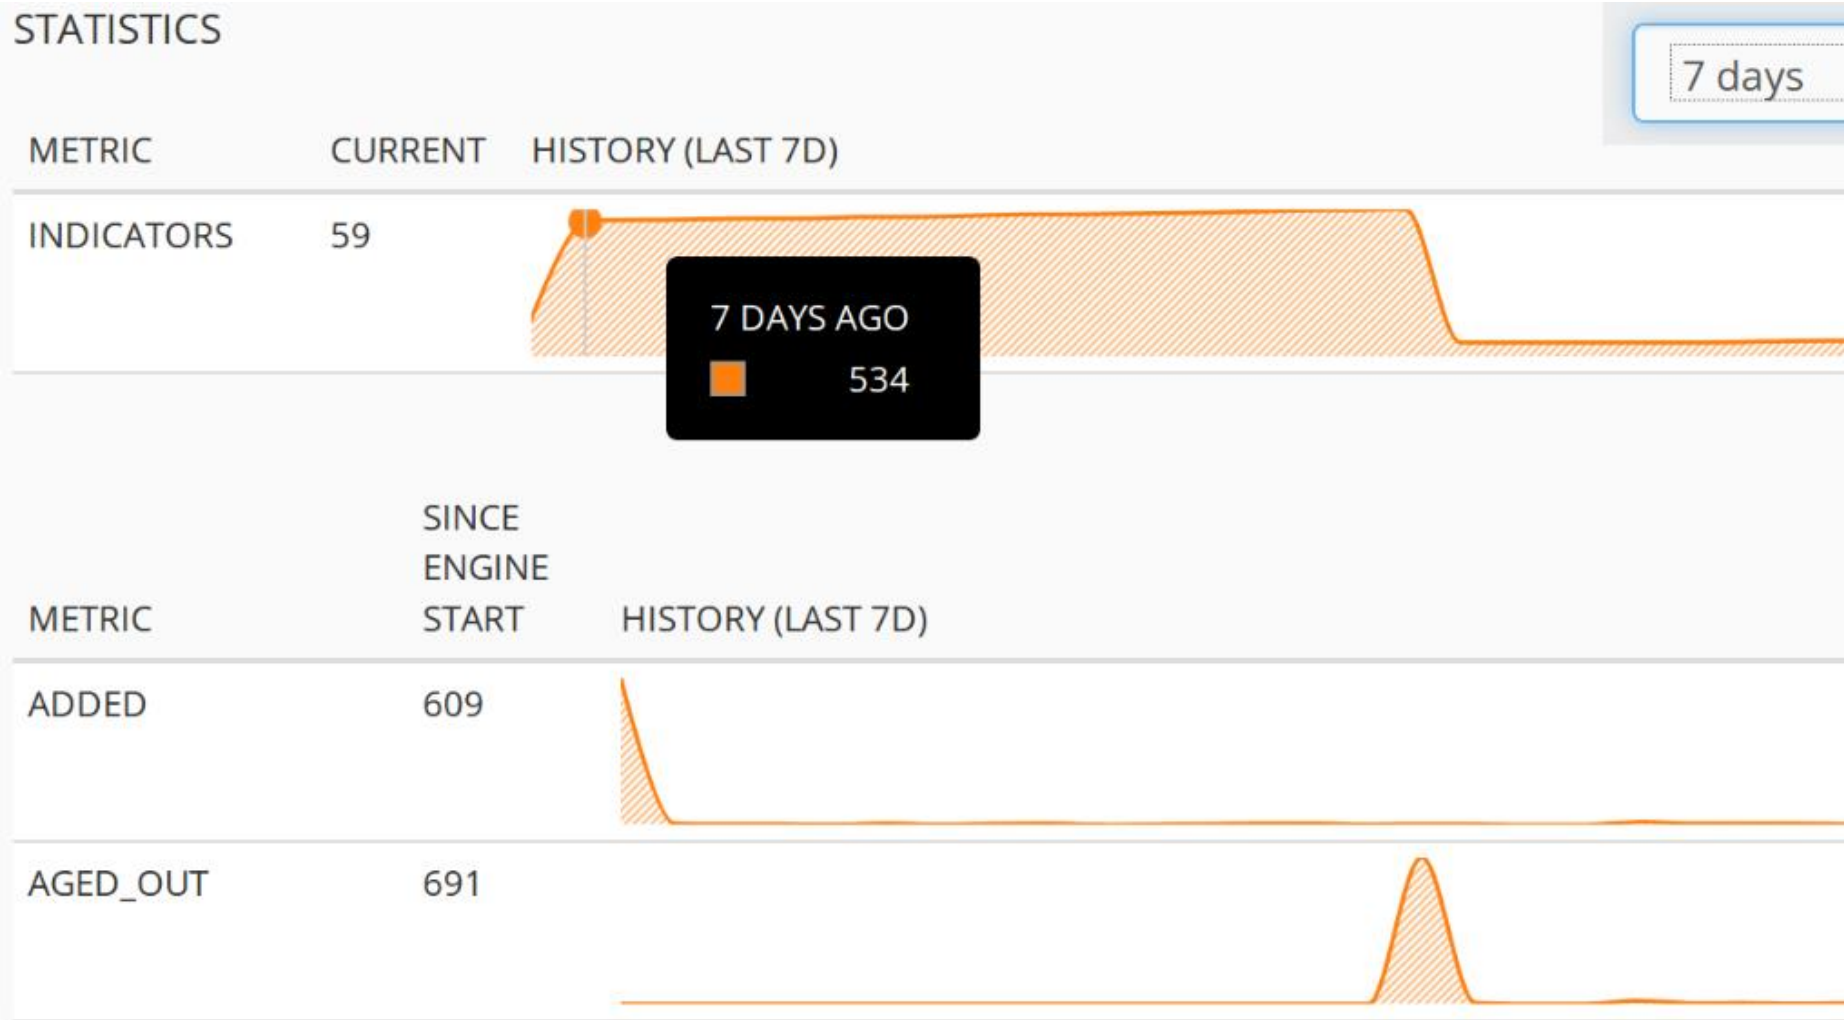 STATISTICS
7 days
METRIC CURRENT HISTORY (LAST 7D)
INDICATORS 59
7 DAYS AGO
534
SINCE
ENGINE
METRIC START HISTORY (LAST 7D)
ADDED 609
AGED_OUT 691